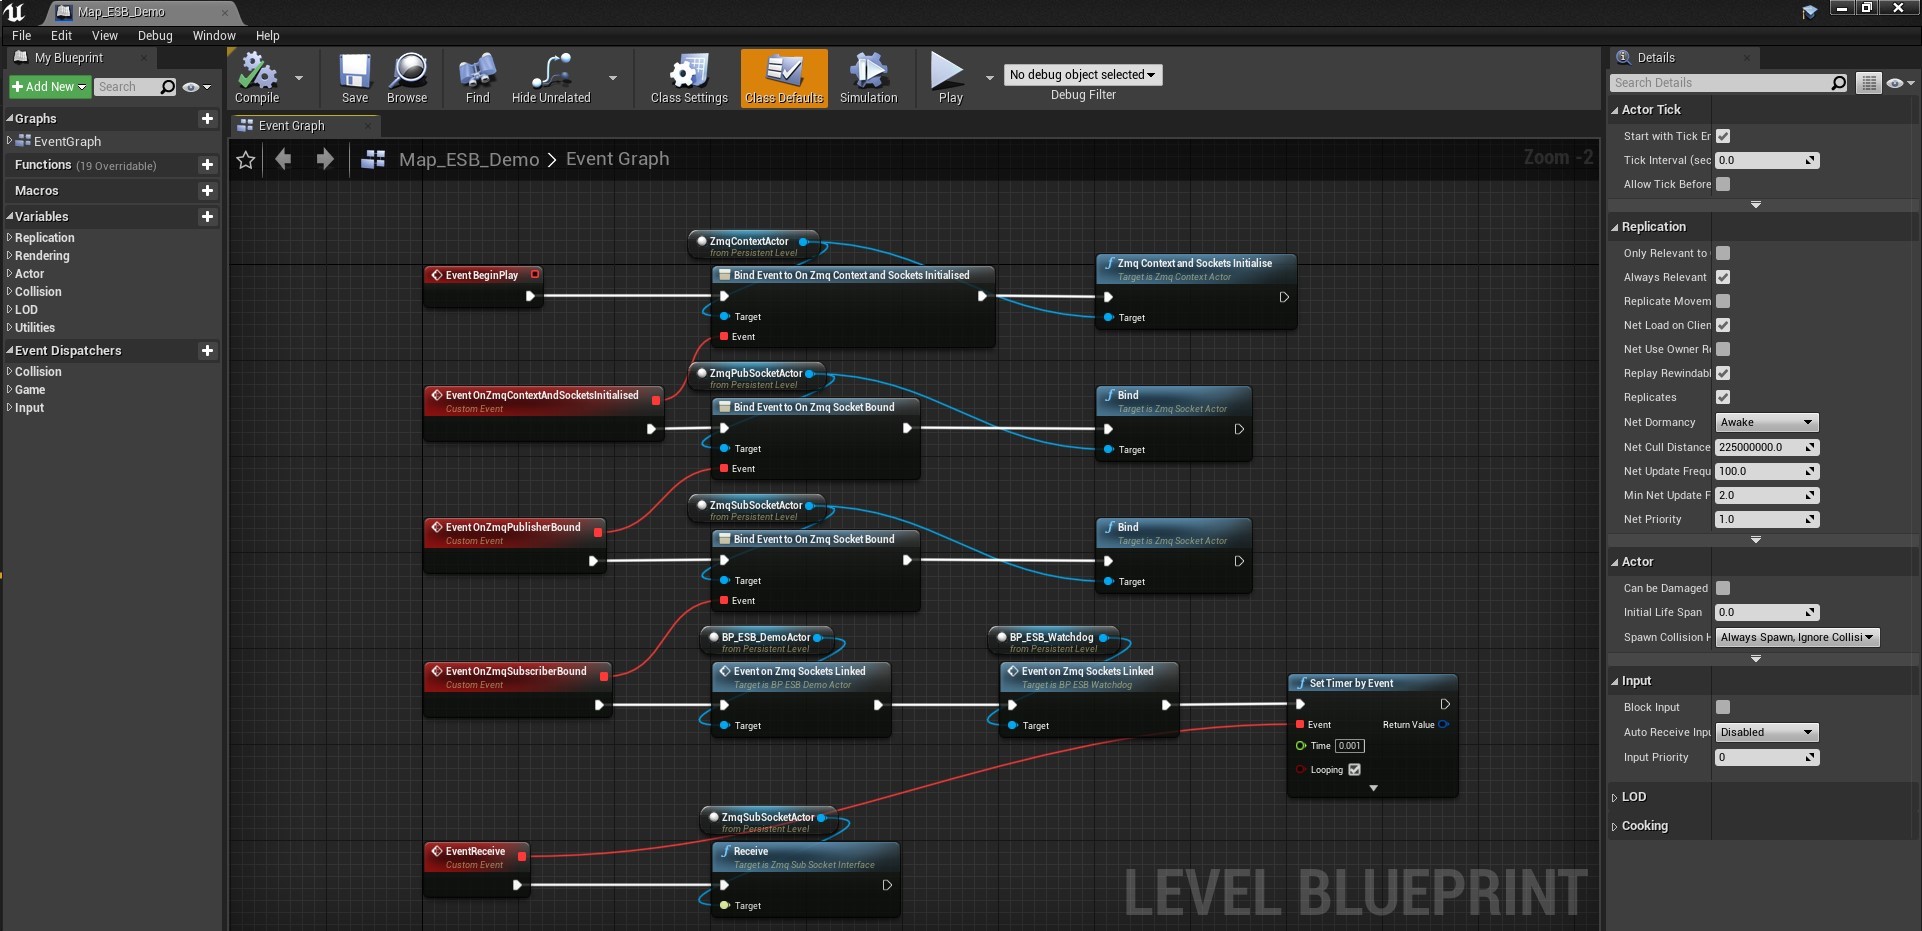 Map_ESB_Demo
File Edit View Debug Window Help
My Blueprint
Add New Search
Graphs
EventGraph
Functions (19 Overridable)
Macros
Variables
Replication
Rendering
Actor
Collision
LOD
Utilities
Event Dispatchers
Collision
Game
Input
Compile Save Browse Find Hide Unrelated Class Settings Class Defaults Simulation Play
No debug object selected
Debug Filter
Event Graph
Map_ESB_Demo > Event Graph
Zoom -2
ZmqContextActor
from Persistent Level
Event BeginPlay
Bind Event to On Zmq Context and Sockets Initialised
Target
Event
Zmq Context and Sockets Initialise
Target is Zmq Context Actor
Target
ZmqPubSocketActor
from Persistent Level
Event OnZmqContextAndSocketsInitialised
Custom Event
Bind Event to On Zmq Socket Bound
Target
Event
Bind
Target is Zmq Socket Actor
Target
ZmqSubSocketActor
from Persistent Level
Event OnZmqPublisherBound
Custom Event
Bind Event to On Zmq Socket Bound
Target
Event
Bind
Target is Zmq Socket Actor
Target
BP_ESB_DemoActor
from Persistent Level
BP_ESB_Watchdog
from Persistent Level
Event OnZmqSubscriberBound
Custom Event
Event on Zmq Sockets Linked
Target is BP ESB Demo Actor
Target
Event on Zmq Sockets Linked
Target is BP ESB Watchdog
Target
Set Timer by Event
Event Return Value
Time 0.001
Looping
ZmqSubSocketActor
from Persistent Level
EventReceive
Custom Event
Receive
Target is Zmq Sub Socket Interface
Target
LEVEL BLUEPRINT
Details
Search Details
Actor Tick
Start with Tick Er
Tick Interval (sec 0.0
Allow Tick Before
Replication
Only Relevant to
Always Relevant
Replicate Movem
Net Load on Clien
Net Use Owner Re
Replay Rewindabl
Replicates
Net Dormancy Awake
Net Cull Distance 225000000.0
Net Update Frequ 100.0
Min Net Update F 2.0
Net Priority 1.0
Actor
Can be Damaged
Initial Life Span 0.0
Spawn Collision H Always Spawn, Ignore Collisi
Input
Block Input
Auto Receive Inpu Disabled
Input Priority 0
LOD
Cooking